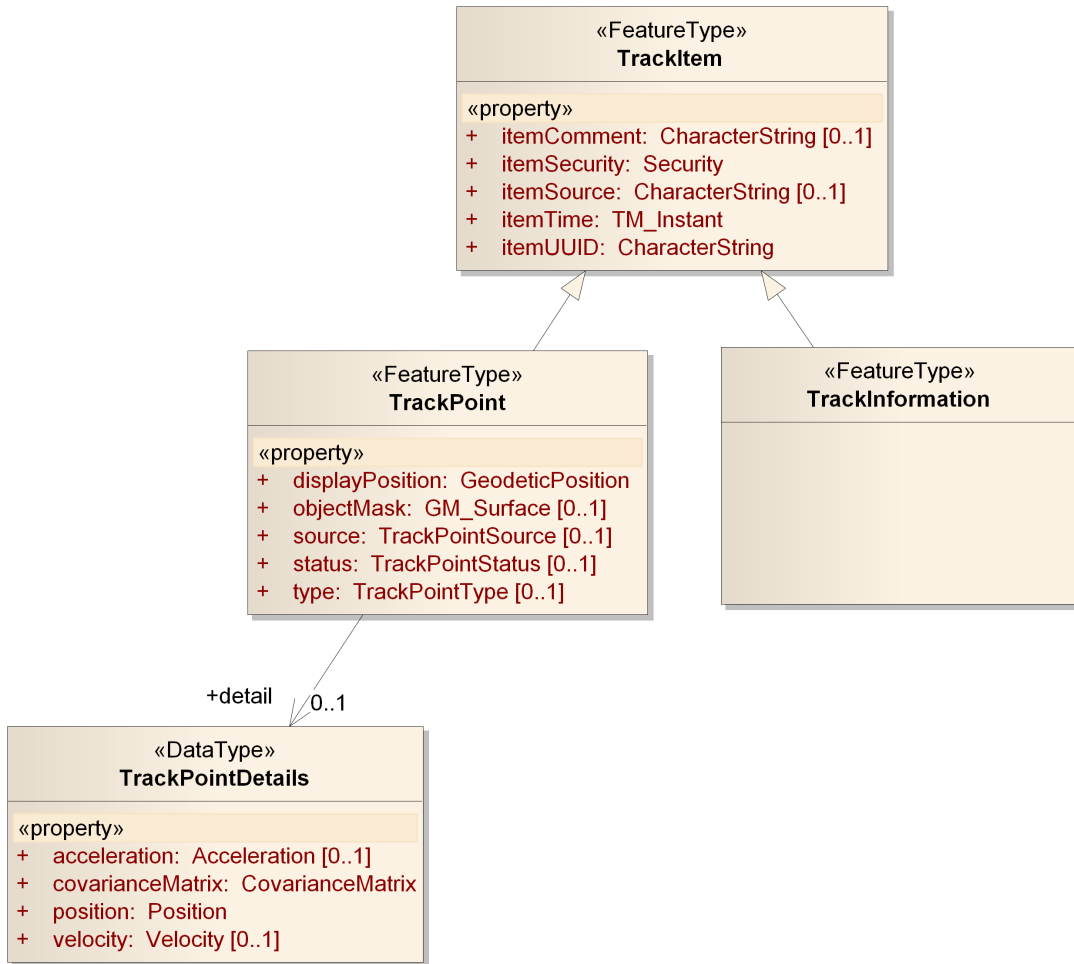 «FeatureType»
TrackItem
«property»
+ itemComment: CharacterString [0..1]
+ itemSecurity: Security
+ itemSource: CharacterString [0..1]
+ itemTime: TM_Instant
+ itemUUID: CharacterString
«FeatureType»
TrackPoint
«property»
+ displayPosition: GeodeticPosition
+ objectMask: GM_Surface [0..1]
+ source: TrackPointSource [0..1]
+ status: TrackPointStatus [0..1]
+ type: TrackPointType [0..1]
«FeatureType»
TrackInformation
+detail
0..1
«DataType»
TrackPointDetails
«property»
+ acceleration: Acceleration [0..1]
+ covarianceMatrix: CovarianceMatrix
+ position: Position
+ velocity: Velocity [0..1]